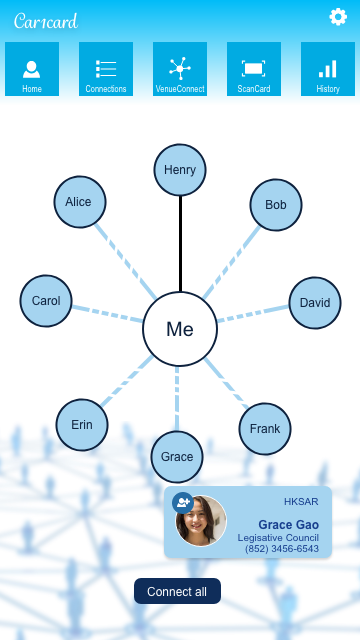 Car1card
Home
Connections
VenueConnect
ScanCard
History
Henry
Alice
Bob
Carol
David
Me
Erin
Frank
Grace
HKSAR
Grace Gao
Legisative Council
(852) 3456-6543
Connect all